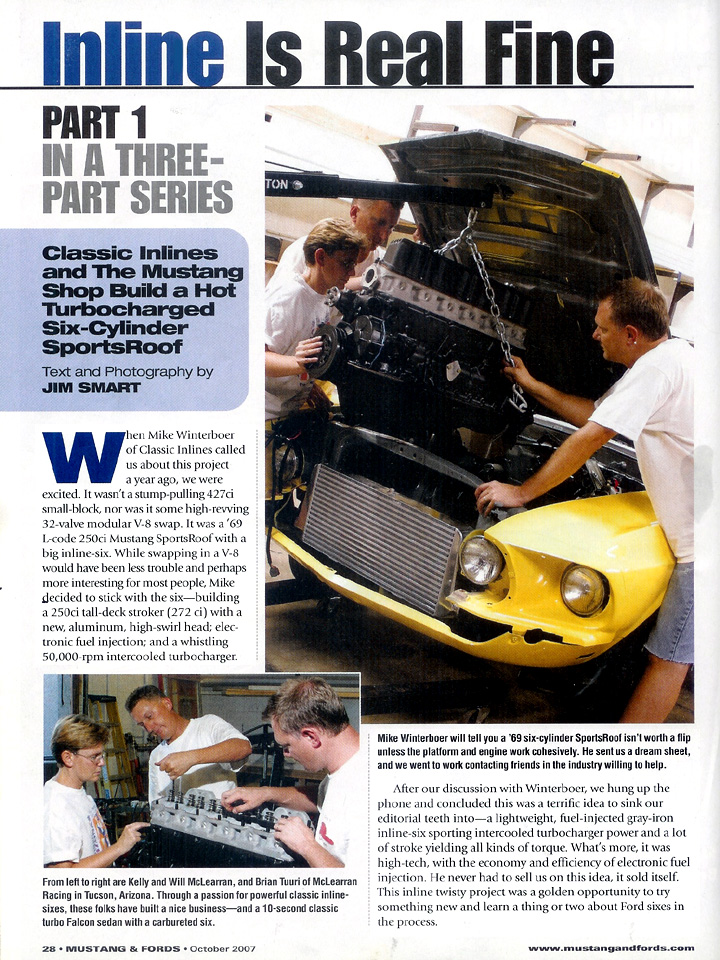 Inline Is Real Fine
PART 1
IN A THREE-
PART SERIES
Classic Inlines
and The Mustang
Shop Build a Hot
Turbocharged
Six-Cylinder
SportsRoof
Text and Photography by
JIM SMART
TON
When Mike Winterboer
of Classic Inlines called
us about this project
a year ago, we were
excited. It wasn't a stump-pulling 427ci
small-block, nor was it some high-revving
32-valve modular V-8 swap. It was a '69
L-code 250ci Mustang SportsRoof with a
big inline-six. While swapping in a V-8
would have been less trouble and perhaps
more interesting for most people, Mike
decided to stick with the six—building
a 250ci tall-deck stroker (272 ci) with a
new, aluminum, high-swirl head; elec-
tronic fuel injection; and a whistling
50,000-rpm intercooled turbocharger.
From left to right are Kelly and Will McLearran, and Brian Tuuri of McLearran
Racing in Tucson, Arizona. Through a passion for powerful classic inline-
sixes, these folks have built a nice business—and a 10-second classic
turbo Falcon sedan with a carbureted six.
Mike Winterboer will tell you a '69 six-cylinder SportsRoof isn't worth a flip
unless the platform and engine work cohesively. He sent us a dream sheet,
and we went to work contacting friends in the industry willing to help.
After our discussion with Winterboer, we hung up the
phone and concluded this was a terrific idea to sink our
editorial teeth into—a lightweight, fuel-injected gray-iron
inline-six sporting intercooled turbocharger power and a lot
of stroke yielding all kinds of torque. What's more, it was
high-tech, with the economy and efficiency of electronic fuel
injection. He never had to sell us on this idea, it sold itself.
This inline twisty project was a golden opportunity to try
something new and learn a thing or two about Ford sixes in
the process.
28 • MUSTANG & FORDS • October 2007
www.mustangandfords.com